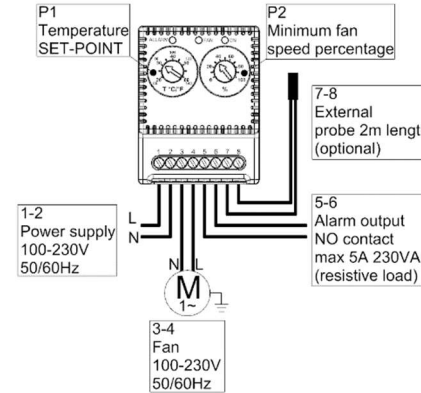 P1
Temperature
SET-POINT
P2
Minimum fan
speed percentage
T °C/°F
%
1 2 3 4 5 6 7 8
7-8
External
probe 2m lengt
(optional)
1-2
Power supply
100-230V
50/60Hz
L
N
5-6
Alarm output
NO contact
max 5A 230VA
(resistive load)
N L
M
1~
3-4
Fan
100-230V
50/60Hz